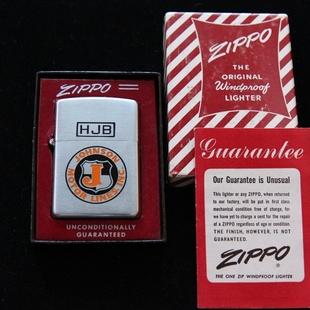 ZIPPO
HJB
JOHNSON
J
MOTOR LINES, INC.
UNCONDITIONALLY
GUARANTEED
ZIPPO
THE
ORIGINAL
Windproof
LIGHTER
Guarantee
Our Guarantee is Unusual
This lighter or any ZIPPO, when returned
to our factory, will be put in first class
mechanical condition free of charge, for
we have yet to charge a cent for the repair
of a ZIPPO regardless of age or condition.
THE FINISH, HOWEVER, IS NOT
GUARANTEED.
ZIPPO
THE ONE ZIP WINDPROOF LIGHTER